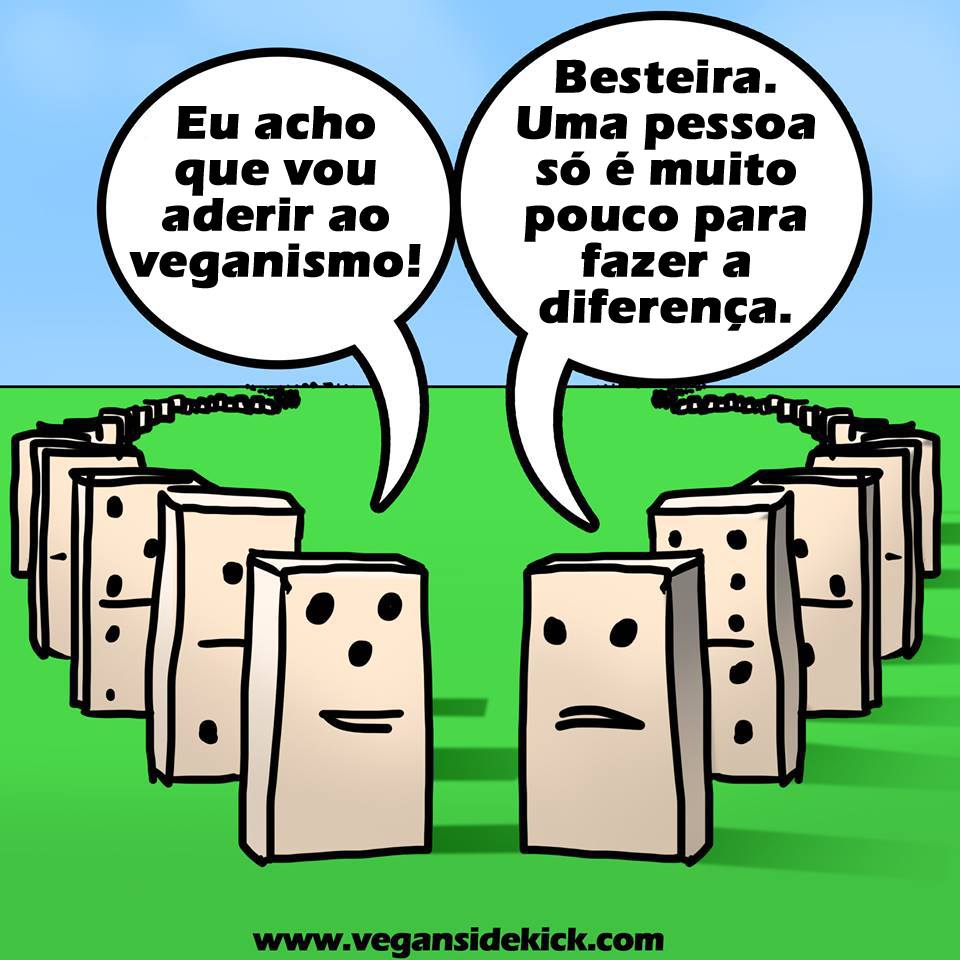 Eu acho
que vou
aderir ao
veganismo!
Besteira.
Uma pessoa
só é muito
pouco para
fazer a
diferença.
www.vegansidekick.com